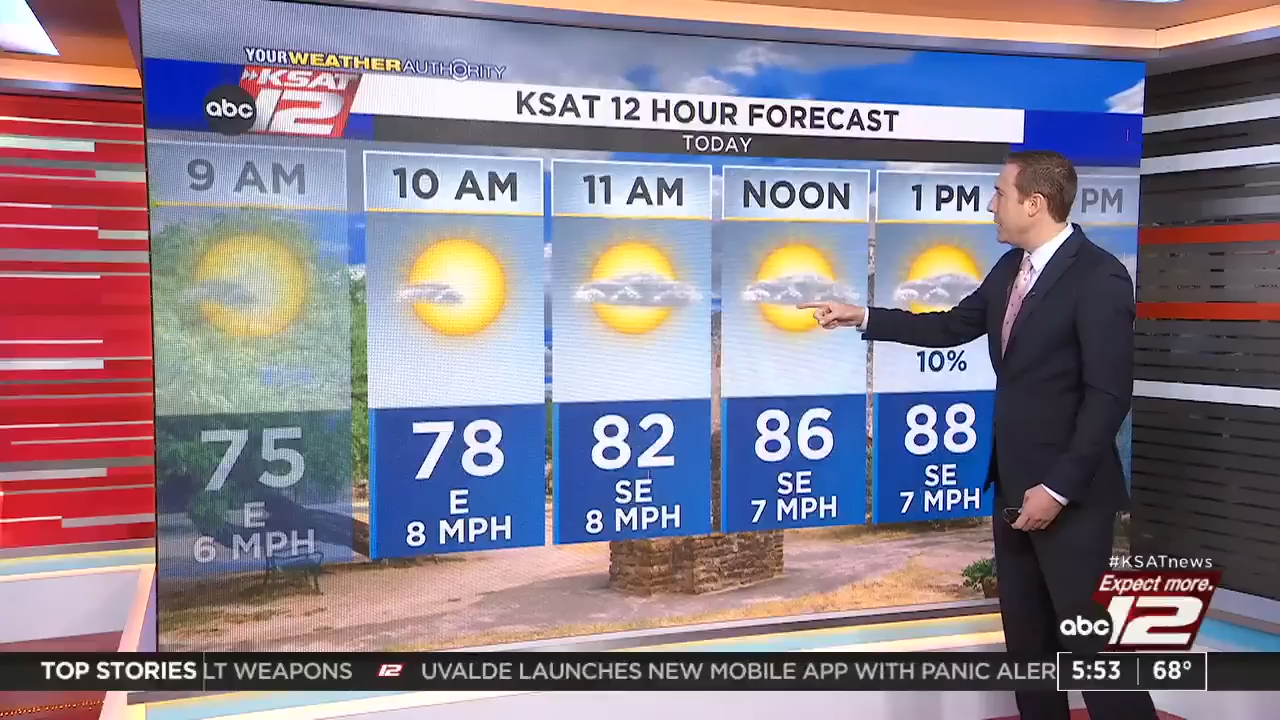 YOUR WEATHER AUTHORITY
KSAT
abc 12
KSAT 12 HOUR FORECAST
TODAY
9 AM
10 AM
11 AM
NOON
1 PM
PM
10%
75
E
6 MPH
78
E
8 MPH
82
SE
8 MPH
86
SE
7 MPH
88
SE
7 MPH
#KSATnews
Expect more.
abc 12
TOP STORIES LT WEAPONS 12 UVALDE LAUNCHES NEW MOBILE APP WITH PANIC ALER 5:53 68°